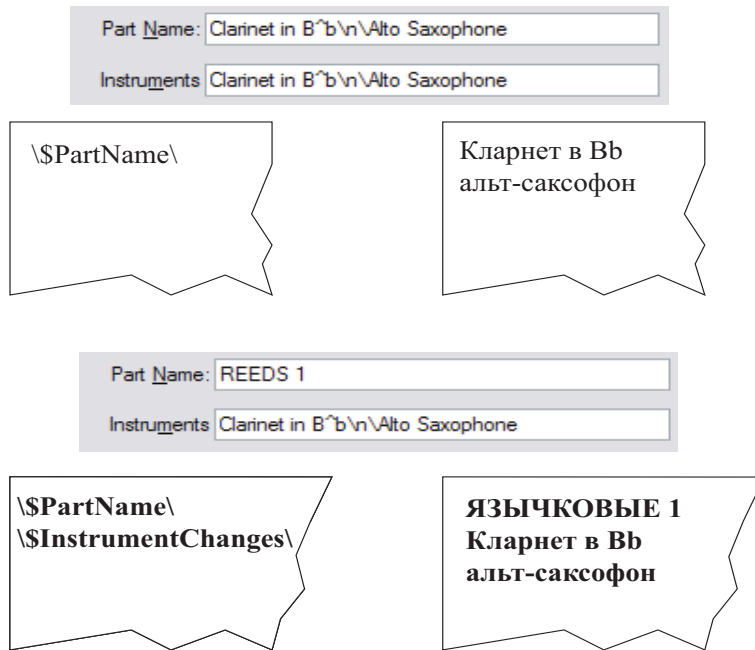 Part Name: Clarinet in B^b\n\Alto Saxophone
Instruments Clarinet in B^b\n\Alto Saxophone
\$PartName\
Кларнет в Bb
альт-саксофон
Part Name: REEDS 1
Instruments Clarinet in B^b\n\Alto Saxophone
\$PartName\
\$InstrumentChanges\
ЯЗЫЧКОВЫЕ 1
Кларнет в Bb
альт-саксофон